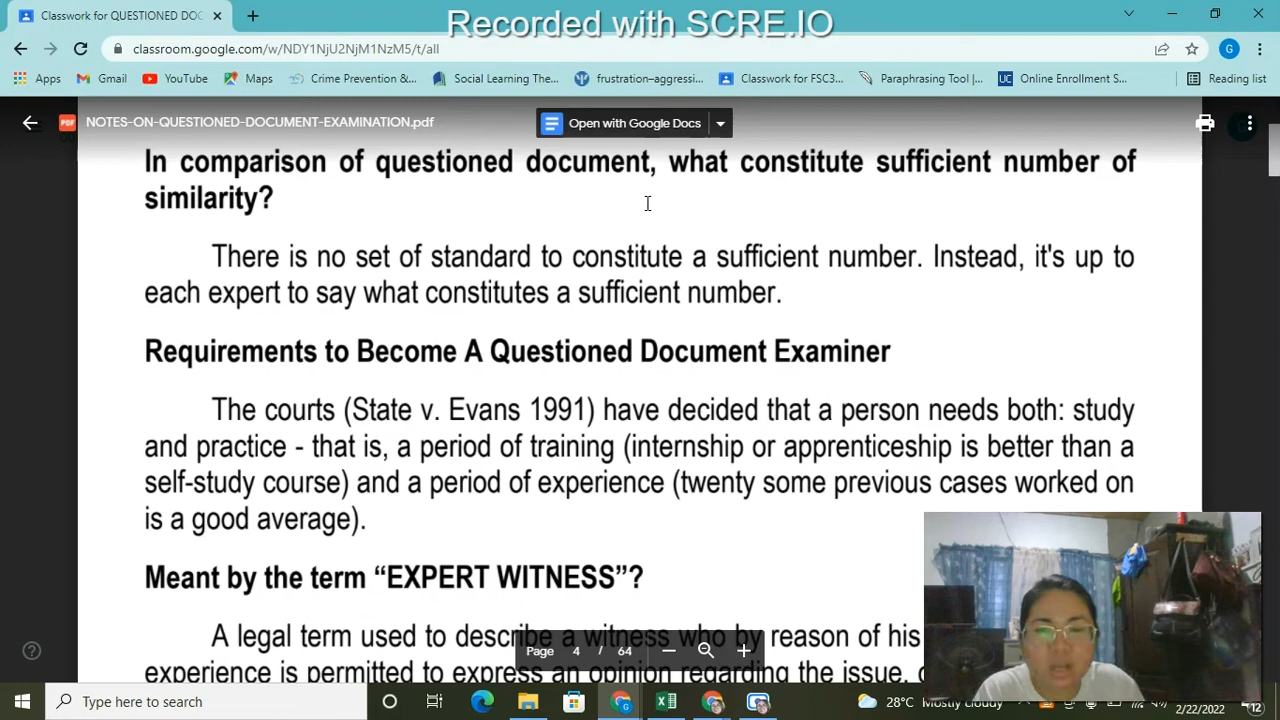 Classroom for QUESTIONED DOC
Recorded with SCRE.IO
classroom.google.com/w/NDY1NjU2NjM1NzM5/t/all
G
Apps
Gmail
YouTube
Maps
Crime Prevention &...
Social Learning The...
frustration–aggressi...
Classwork for FSC3...
Paraphrasing Tool |...
UC
Online Enrollment S...
Reading list
PDF
NOTES-ON-QUESTIONED-DOCUMENT-EXAMINATION.pdf
Open with Google Docs
In comparison of questioned document, what constitute sufficient number of
similarity?
There is no set of standard to constitute a sufficient number. Instead, it's up to
each expert to say what constitutes a sufficient number.
Requirements to Become A Questioned Document Examiner
The courts (State v. Evans 1991) have decided that a person needs both: study
and practice - that is, a period of training (internship or apprenticeship is better than a
self-study course) and a period of experience (twenty some previous cases worked on
is a good average).
Meant by the term “EXPERT WITNESS”?
A legal term used to describe a witness who by reason of his
experience is permitted to express an opinion regarding the issue,
Page 4 / 64
Type here to search
28°C Mostly cloudy
2/22/2022
12